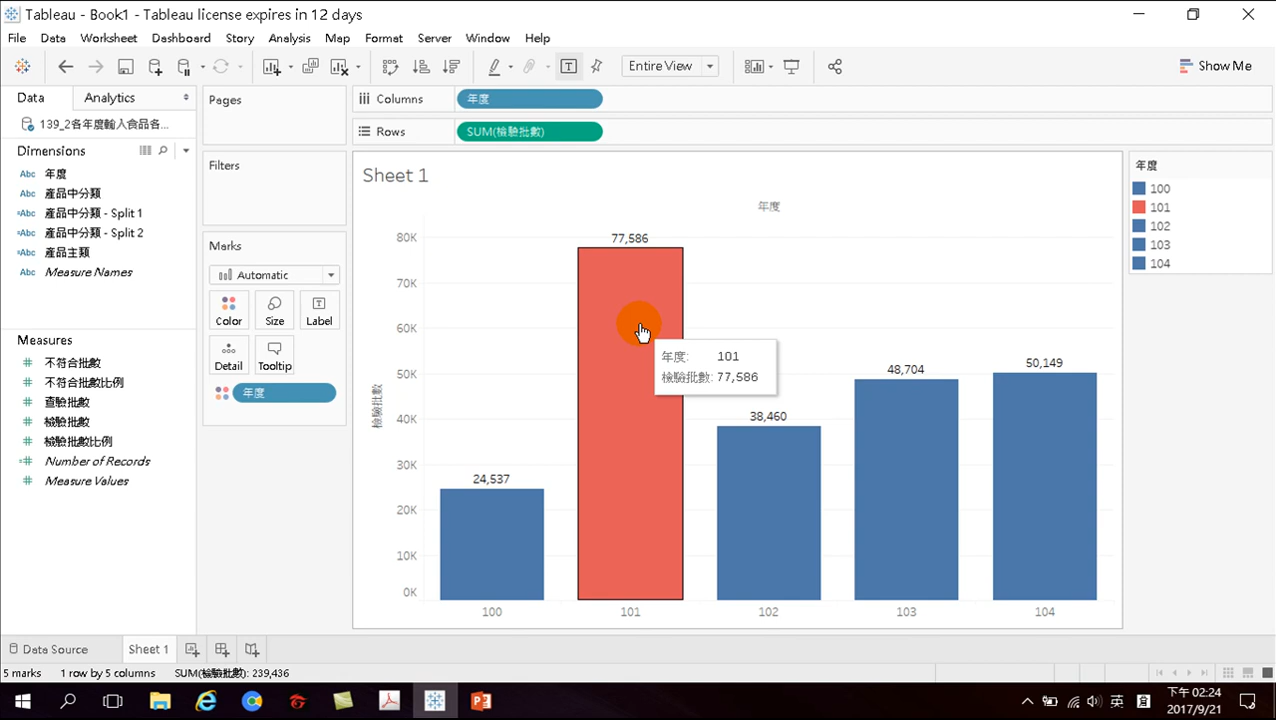 Tableau - Book1 - Tableau license expires in 12 days
File Data Worksheet Dashboard Story Analysis Map Format Server Window Help
Entire View
Show Me
Data Analytics
139_2各年度輸入食品各...
Dimensions
Abc 年度
Abc 產品中分類
=Abc 產品中分類 - Split 1
=Abc 產品中分類 - Split 2
Abc 產品主類
Abc Measure Names
Measures
# 不符合批數
# 不符合批數比例
# 查驗批數
# 檢驗批數
# 檢驗批數比例
=# Number of Records
# Measure Values
Pages
Filters
Marks
Automatic
Color Size Label
Detail Tooltip
年度
Columns 年度
Rows SUM(檢驗批數)
Sheet 1
年度
檢驗批數
80K
70K
60K
50K
40K
30K
20K
10K
0K
24,537
77,586
38,460
48,704
50,149
年度: 101
檢驗批數: 77,586
100 101 102 103 104
年度
100
101
102
103
104
Data Source Sheet 1
5 marks 1 row by 5 columns SUM(檢驗批數): 239,436
英
下午 02:24
2017/9/21